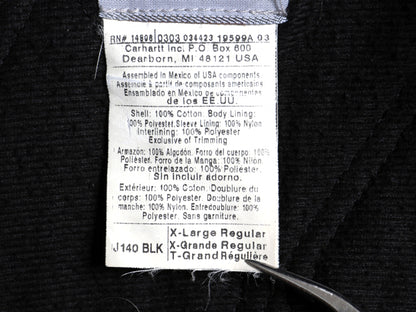 RN# 14806 0303 034423 19599A 03
Carhartt Inc. P.O Box 600
Dearborn, MI 48121 USA
Assembled in Mexico of USA components
Assemblé à partir de composants américains
Ensamblado en Mexico de componentes
de los EE.UU.
Shell: 100% Cotton. Body Lining:
100% Polyester. Sleeve Lining: 100% Nylon
Interlining: 100% Polyester
Exclusive of Trimming
Armazón: 100% Algodón. Forro del cuerpo: 100%
Poliéster. Forro de la Manga: 100% Nilon.
Forro entrelazado: 100% Poliester
Sin incluir adorno.
Extérieur: 100% Coton. Doublure du
corps: 100% Polyester. Doublure de la
manche: 100% Nylon. Entredoublure: 100%
Polyester. Sans garniture.
J140 BLK
X-Large Regular
X-Grande Regular
T-Grand Régulière